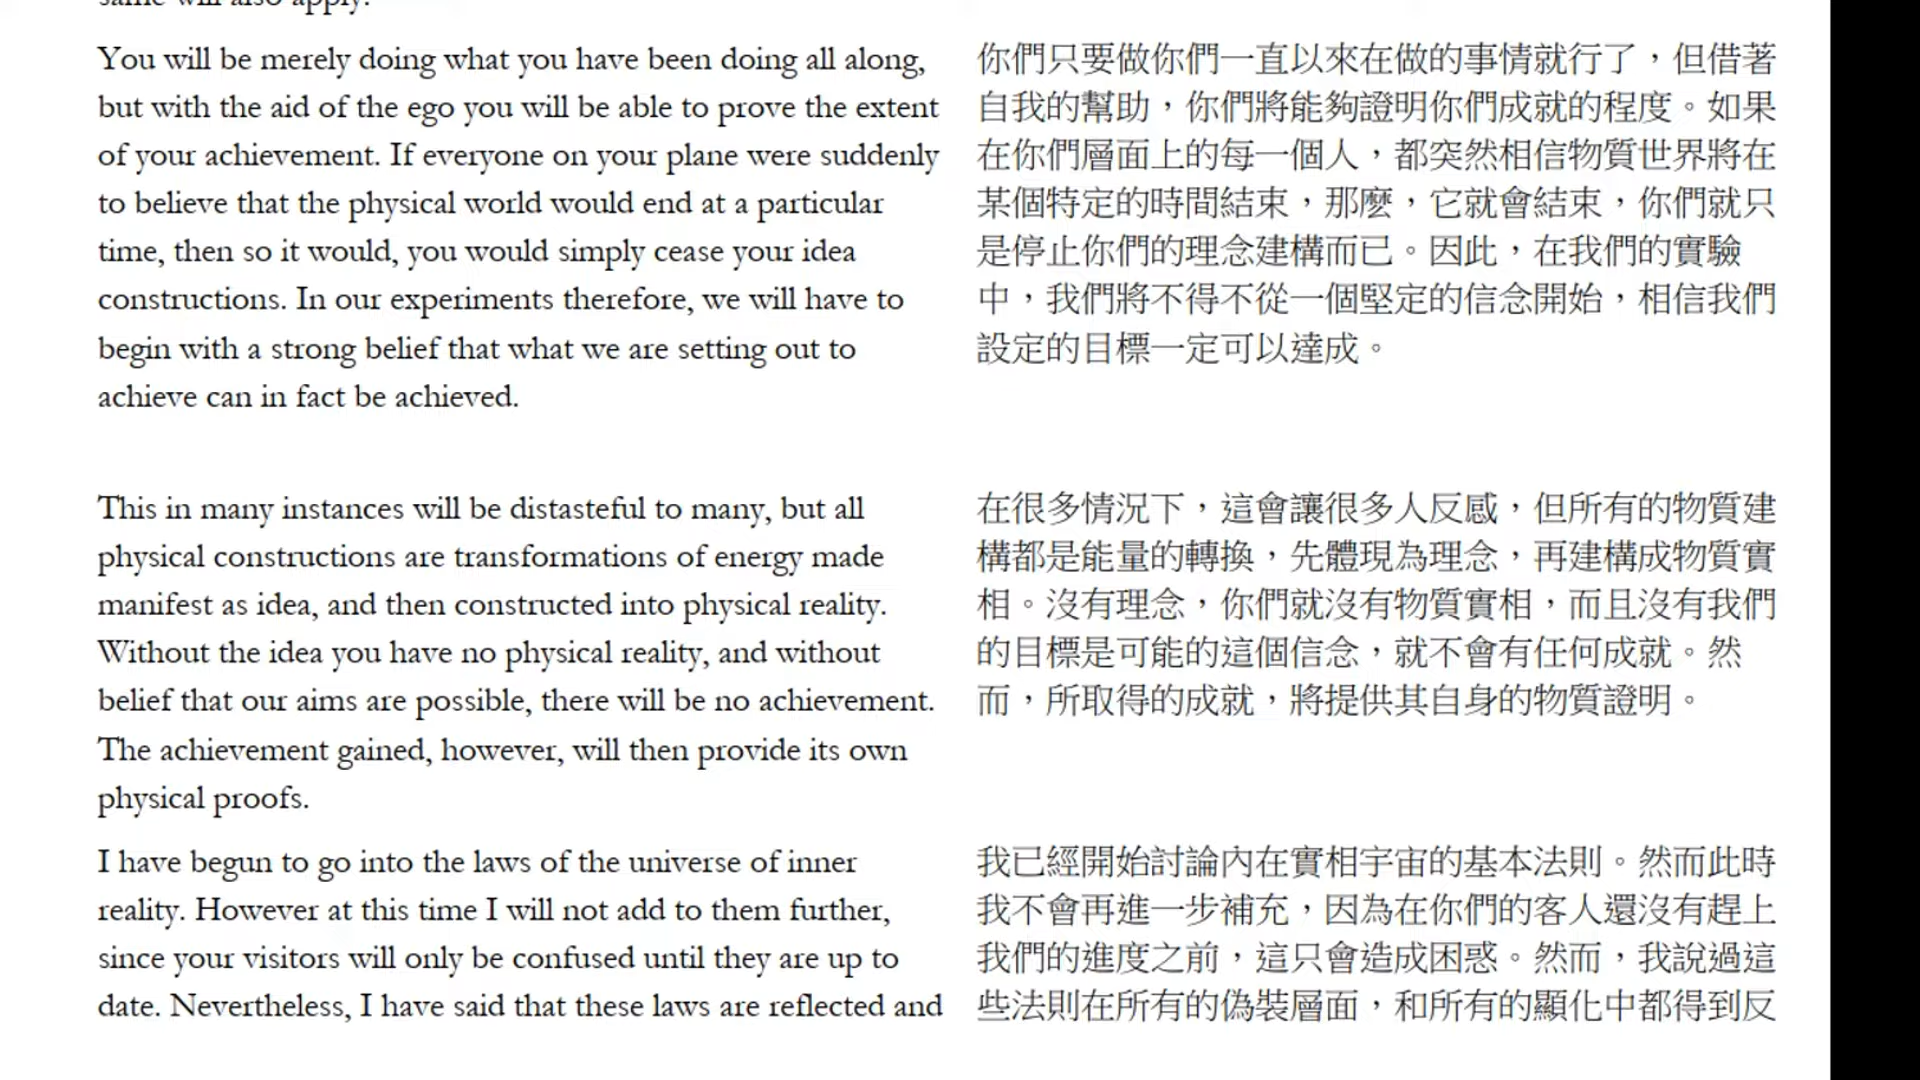 same will also apply.
You will be merely doing what you have been doing all along,
but with the aid of the ego you will be able to prove the extent
of your achievement. If everyone on your plane were suddenly
to believe that the physical world would end at a particular
time, then so it would, you would simply cease your idea
constructions. In our experiments therefore, we will have to
begin with a strong belief that what we are setting out to
achieve can in fact be achieved.
你們只要做你們一直以來在做的事情就行了，但借著
自我的幫助，你們將能夠證明你們成就的程度。如果
在你們層面上的每一個人，都突然相信物質世界將在
某個特定的時間結束，那麼，它就會結束，你們就只
是停止你們的理念建構而已。因此，在我們的實驗
中，我們將不得不從一個堅定的信念開始，相信我們
設定的目標一定可以達成。
This in many instances will be distasteful to many, but all
physical constructions are transformations of energy made
manifest as idea, and then constructed into physical reality.
Without the idea you have no physical reality, and without
belief that our aims are possible, there will be no achievement.
The achievement gained, however, will then provide its own
physical proofs.
在很多情況下，這會讓很多人反感，但所有的物質建
構都是能量的轉換，先體現為理念，再建構成物質實
相。沒有理念，你們就沒有物質實相，而且沒有我們
的目標是可能的這個信念，就不會有任何成就。然
而，所取得的成就，將提供其自身的物質證明。
I have begun to go into the laws of the universe of inner
reality. However at this time I will not add to them further,
since your visitors will only be confused until they are up to
date. Nevertheless, I have said that these laws are reflected and
我已經開始討論內在實相宇宙的基本法則。然而此時
我不會再進一步補充，因為在你們的客人還沒有趕上
我們的進度之前，這只會造成困惑。然而，我說過這
些法則在所有的偽裝層面，和所有的顯化中都得到反